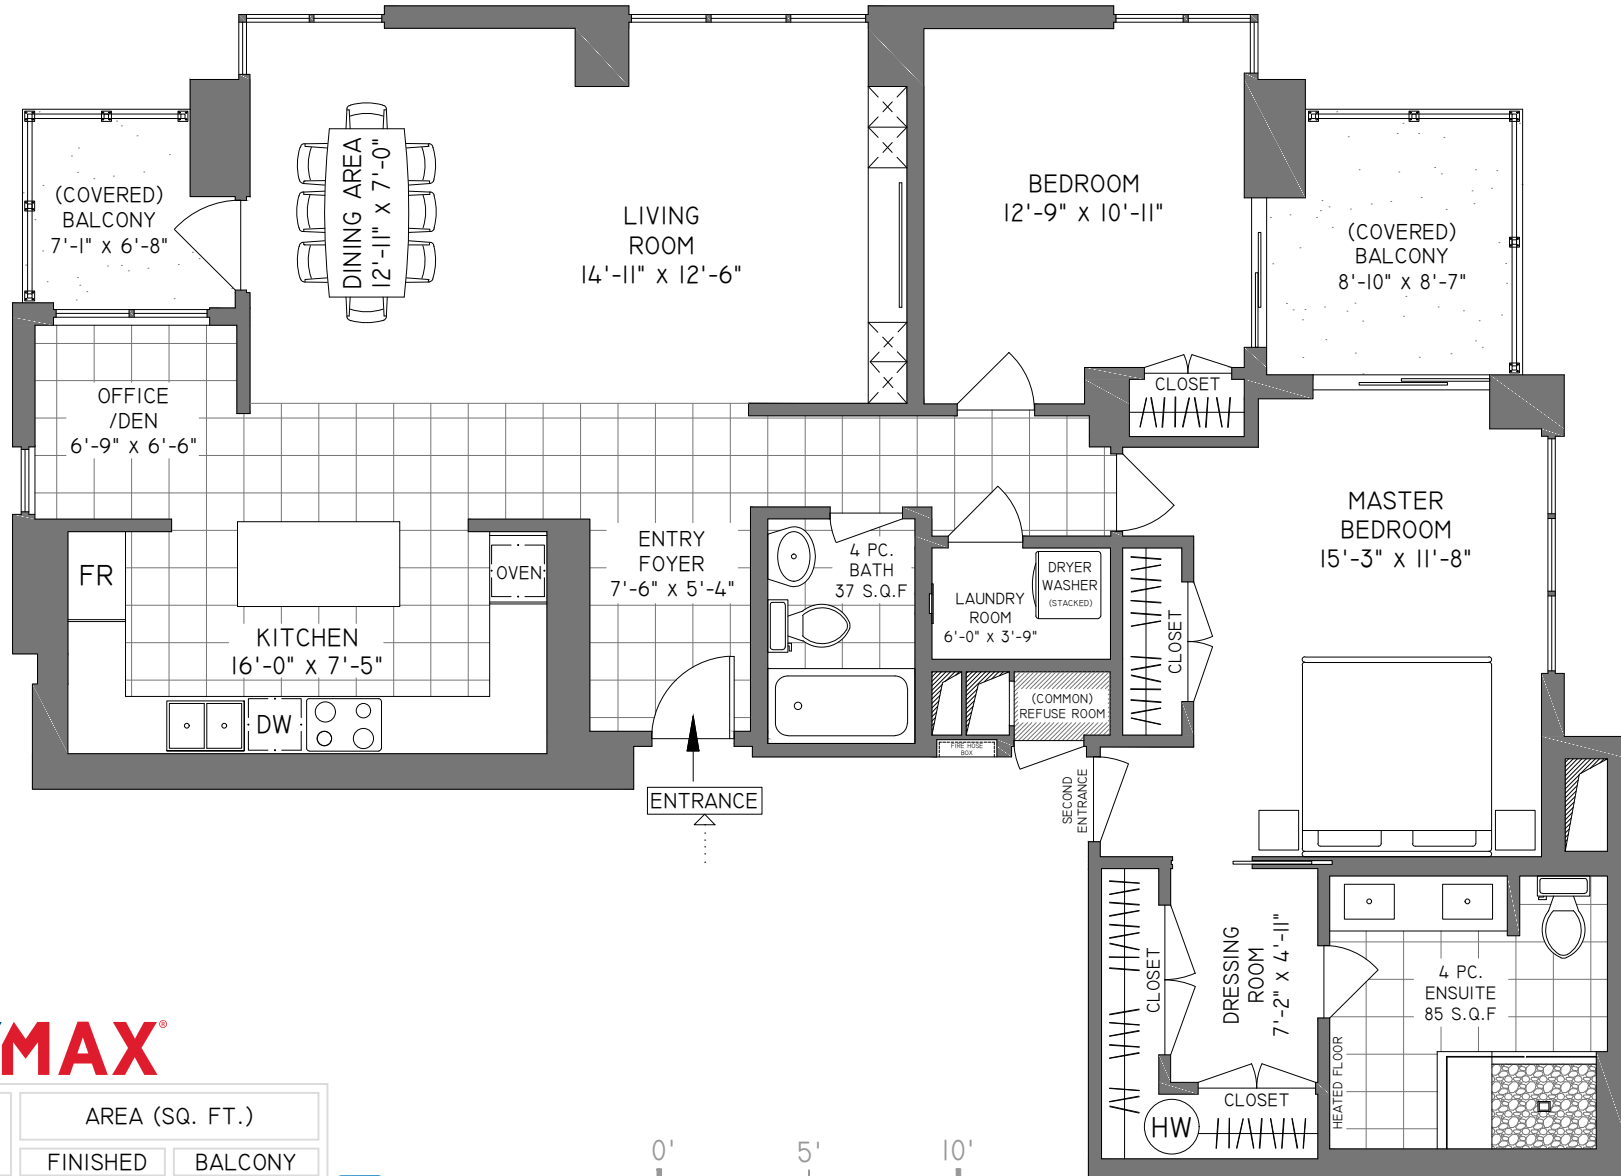 (COVERED)
BALCONY
7'-1" X 6'-8"
DINING AREA
12'-11" X 7'-0"
LIVING
ROOM
14'-11" X 12'-6"
BEDROOM
12'-9" X 10'-11"
(COVERED)
BALCONY
8'-10" X 8'-7"
OFFICE
/DEN
6'-9" X 6'-6"
CLOSET
MASTER
BEDROOM
15'-3" X 11'-8"
FR
OVEN
KITCHEN
16'-0" X 7'-5"
DW
ENTRY
FOYER
7'-6" X 5'-4"
4 PC.
BATH
37 S.Q.F
LAUNDRY
ROOM
6'-0" X 3'-9"
DRYER
WASHER
(STACKED)
CLOSET
(COMMON)
REFUSE ROOM
FIRE HOSE
BOX
ENTRANCE
SECOND
ENTRANCE
CLOSET
DRESSING
ROOM
7'-2" X 4'-11"
4 PC.
ENSUITE
85 S.Q.F
HEATED FLOOR
CLOSET
HW
MAX®
AREA (SQ. FT.)
FINISHED
BALCONY
0'
5'
10'